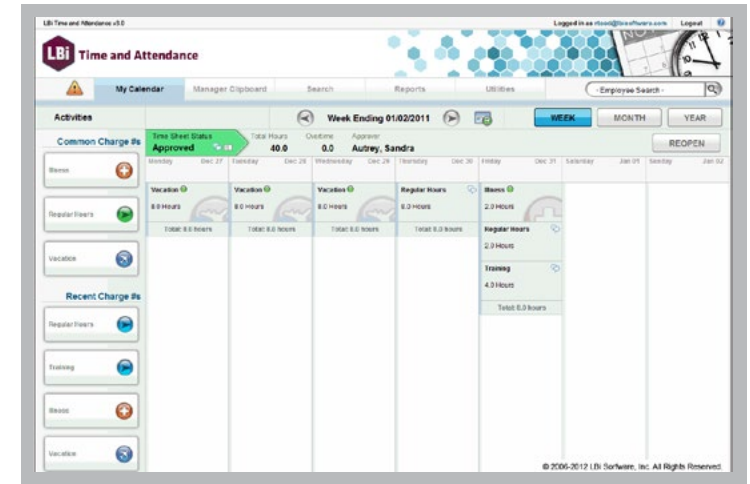 LBi Time and Attendance v3.0
Logged in as
Logout
LBi Time and Attendance
My Calendar Manager Clipboard Search Reports Utilities - Employee Search -
Activities
Week Ending 01/02/2011
WEEK MONTH YEAR
Common Charge #s
Time Sheet Status Total Hours Overtime Approver
Approved 40.0 0.0 Autrey, Sandra
REOPEN
Monday Dec 27 Tuesday Dec 28 Wednesday Dec 29 Thursday Dec 30 Friday Dec 31 Saturday Jan 01 Sunday Jan 02
Illness
Regular Hours
Vacation
Vacation Vacation Vacation Regular Hours Illness
8.0 Hours 8.0 Hours 8.0 Hours 8.0 Hours 2.0 Hours
Total: 8.0 hours Total: 8.0 hours Total: 8.0 hours Total: 8.0 hours Regular Hours
2.0 Hours
Training
4.0 Hours
Total: 8.0 hours
Recent Charge #s
Regular Hours
Training
Illness
Vacation
© 2006-2012 LBi Software, Inc. All Rights Reserved.